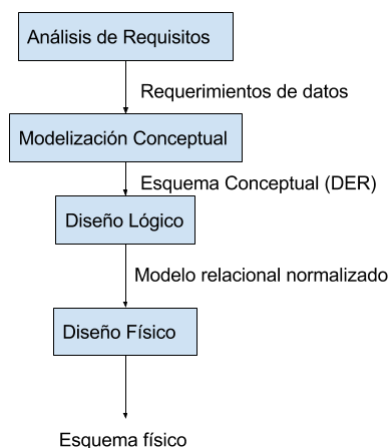 Análisis de Requisitos
Requerimientos de datos
Modelización Conceptual
Esquema Conceptual (DER)
Diseño Lógico
Modelo relacional normalizado
Diseño Físico
Esquema físico